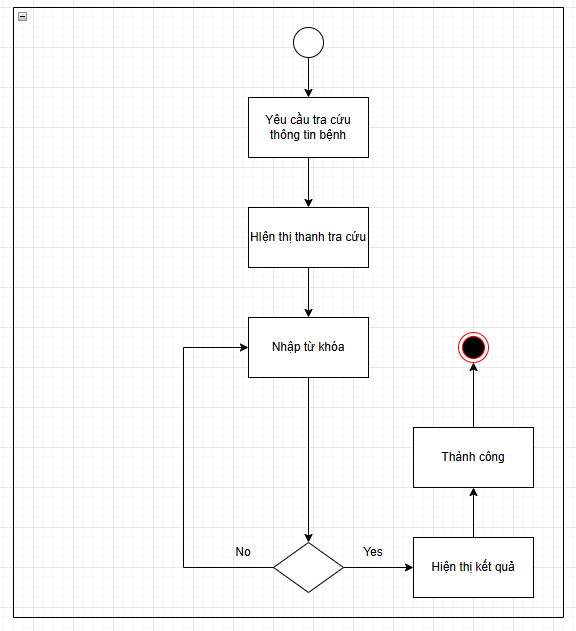 Yêu cầu tra cứu
thông tin bệnh
HIện thị thanh tra cứu
Nhập từ khóa
Thành công
No
Yes
Hiện thị kết quả